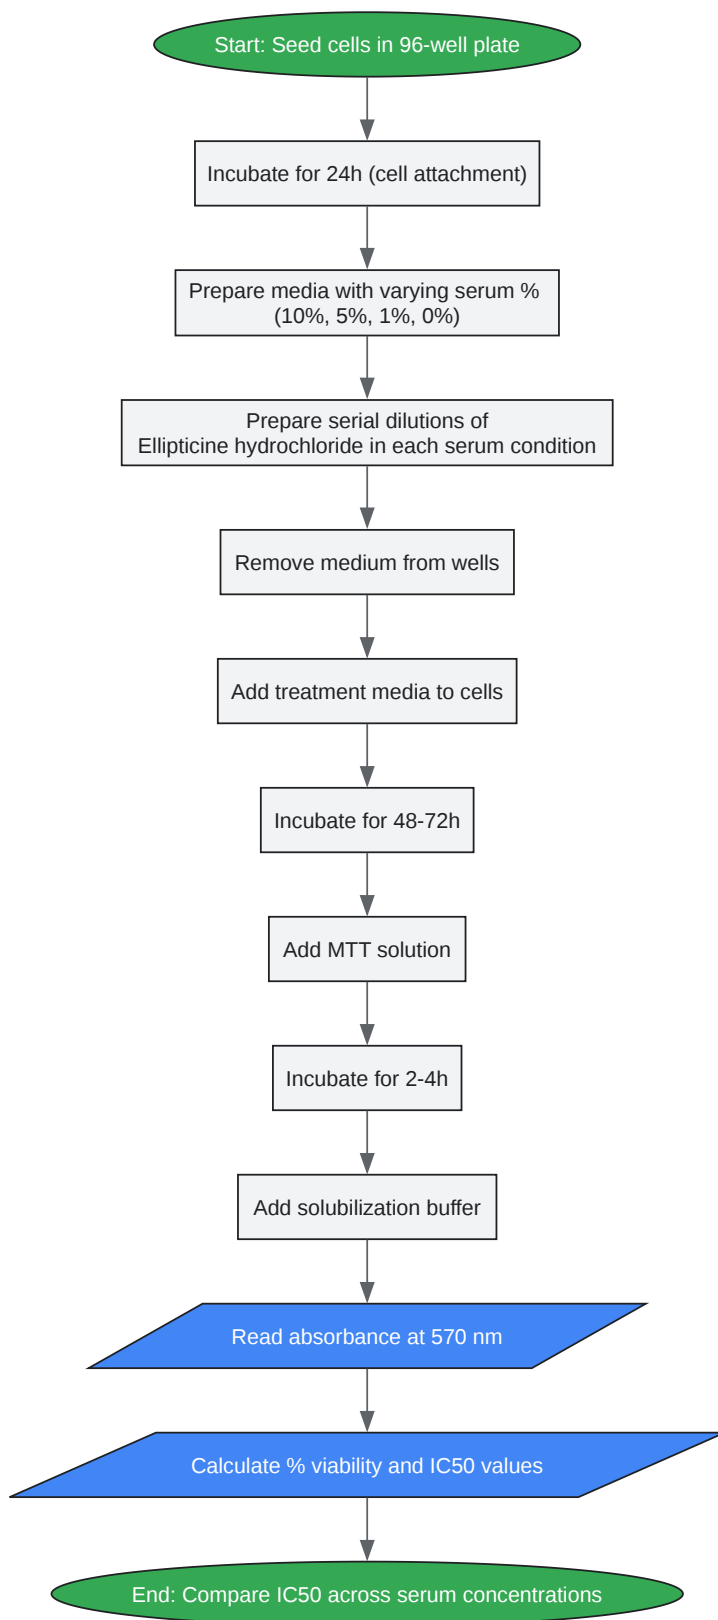 Start: Seed cells in 96-well plate
Incubate for 24h (cell attachment)
Prepare media with varying serum %
(10%, 5%, 1%, 0%)
Prepare serial dilutions of
Ellipticine hydrochloride in each serum condition
Remove medium from wells
Add treatment media to cells
Incubate for 48-72h
Add MTT solution
Incubate for 2-4h
Add solubilization buffer
Read absorbance at 570 nm
Calculate % viability and IC50 values
End: Compare IC50 across serum concentrations